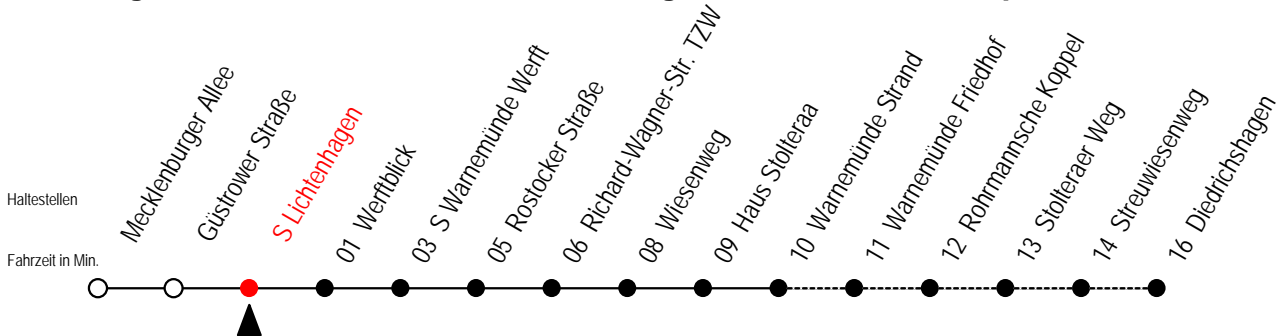 Haltestellen
Fahrzeit in Min.
Mecklenburger Allee
Güstrower Straße
S Lichtenhagen
01 Werftblick
03 S Warnemünde Werft
05 Rostocker Straße
06 Richard-Wagner-Str. TZW
08 Wiesenweg
09 Haus Stolteraa
10 Warnemünde Strand
11 Warnemünde Friedhof
12 Rohrmannsche Koppel
13 Stolteraer Weg
14 Streuwiesenweg
16 Diedrichshagen